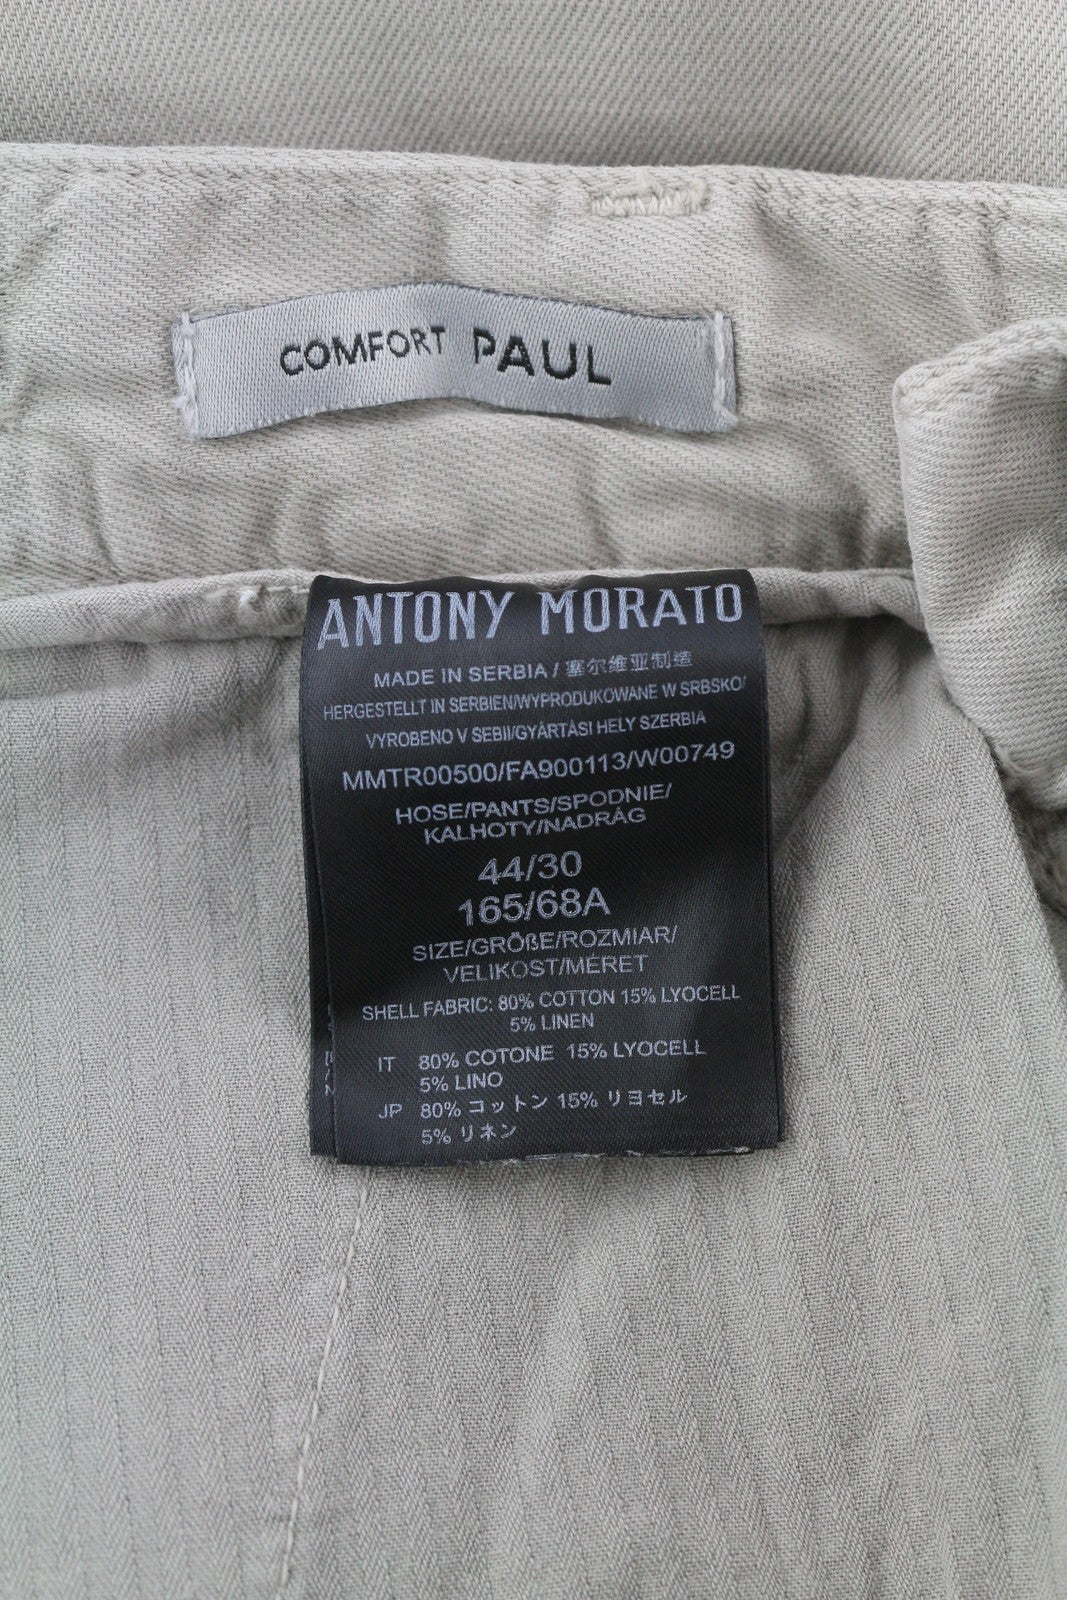 COMFORT PAUL
ANTONY MORATO
MADE IN SERBIA / 塞尔维亚制造
HERGESTELLT IN SERBIEN/WYPRODUKOWANE W SRBSKO/
VYROBENO V SEBII/GYÁRTÁSI HELY SZERBIA
MMTR00500/FA900113/W00749
HOSE/PANTS/SPODNIE/
KALHOTY/NADRÁG
44/30
165/68A
SIZE/GRÖßE/ROZMIAR/
VELIKOST/MÉRET
SHELL FABRIC: 80% COTTON 15% LYOCELL
5% LINEN
IT 80% COTONE 15% LYOCELL
5% LINO
JP 80% コットン 15% リヨセル
5% リネン